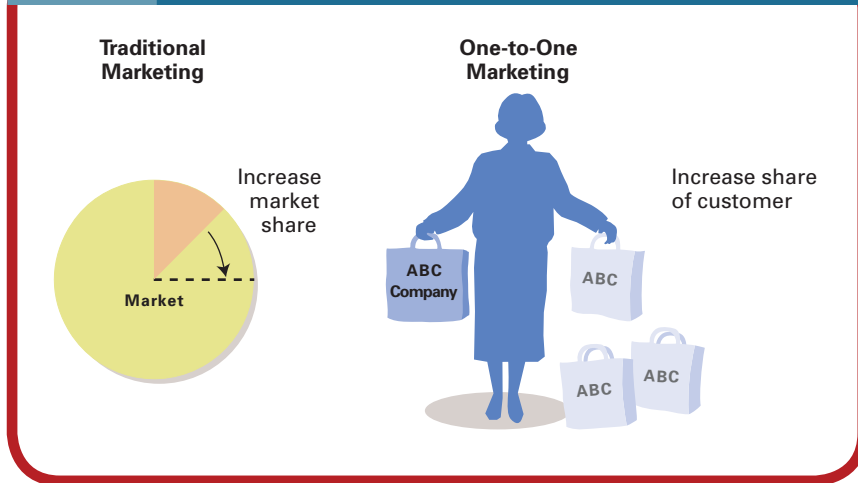 Traditional
Marketing
One-to-One
Marketing
Increase
market
share
Market
ABC
Company
ABC
ABC
ABC
Increase share
of customer